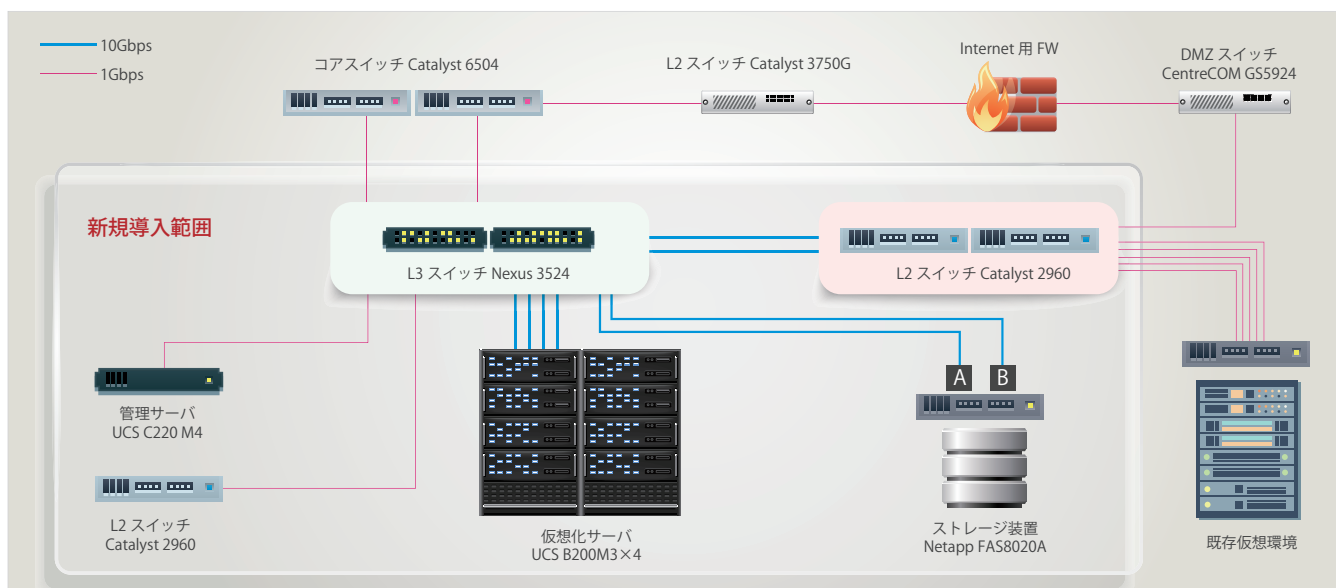 10Gbps
1Gbps
コアスイッチ Catalyst 6504
L2 スイッチ Catalyst 3750G
Internet 用 FW
DMZ スイッチ
CentreCOM GS5924
新規導入範囲
L3 スイッチ Nexus 3524
L2 スイッチ Catalyst 2960
管理サーバ
UCS C220 M4
L2 スイッチ
Catalyst 2960
仮想化サーバ
UCS B200M3×4
A
B
ストレージ装置
Netapp FAS8020A
既存仮想環境